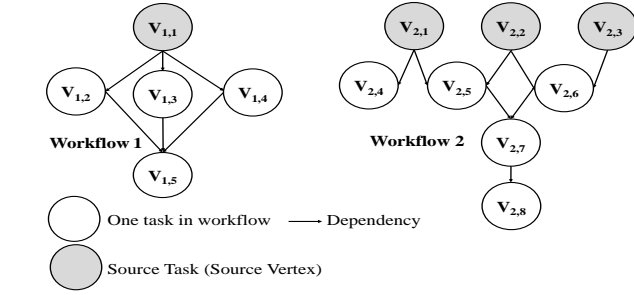 V1,1
V2,1
V2,2
V2,3
V1,2
V1,3
V1,4
V2,4
V2,5
V2,6
Workflow 1
Workflow 2
V2,7
V1,5
V2,8
One task in workflow
Dependency
Source Task (Source Vertex)